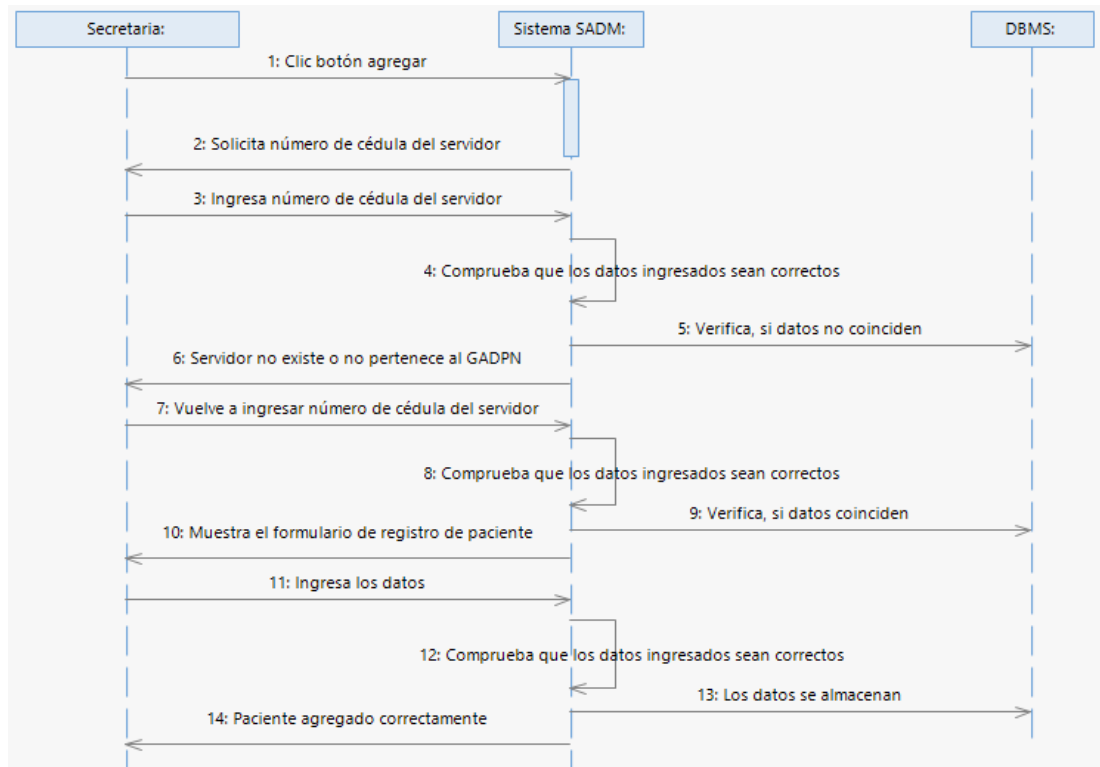 Secretaria:
Sistema SADM:
DBMS:
1: Clic botón agregar
2: Solicita número de cédula del servidor
3: Ingresa número de cédula del servidor
4: Comprueba que los datos ingresados sean correctos
5: Verifica, si datos no coinciden
6: Servidor no existe o no pertenece al GADPN
7: Vuelve a ingresar número de cédula del servidor
8: Comprueba que los datos ingresados sean correctos
9: Verifica, si datos coinciden
10: Muestra el formulario de registro de paciente
11: Ingresa los datos
12: Comprueba que los datos ingresados sean correctos
13: Los datos se almacenan
14: Paciente agregado correctamente